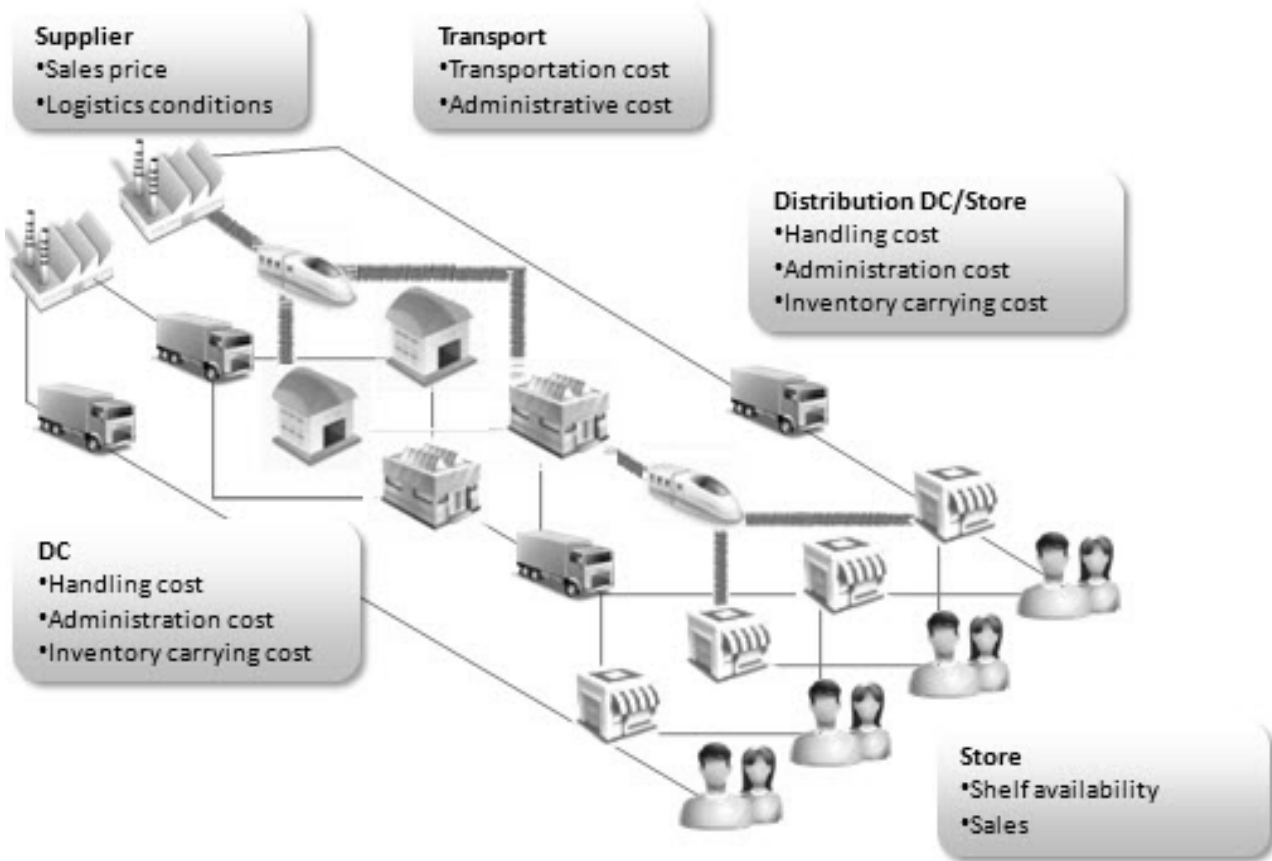 Supplier
•Sales price
•Logistics conditions
Transport
•Transportation cost
•Administrative cost
Distribution DC/Store
•Handling cost
•Administration cost
•Inventory carrying cost
DC
•Handling cost
•Administration cost
•Inventory carrying cost
Store
•Shelf availability
•Sales